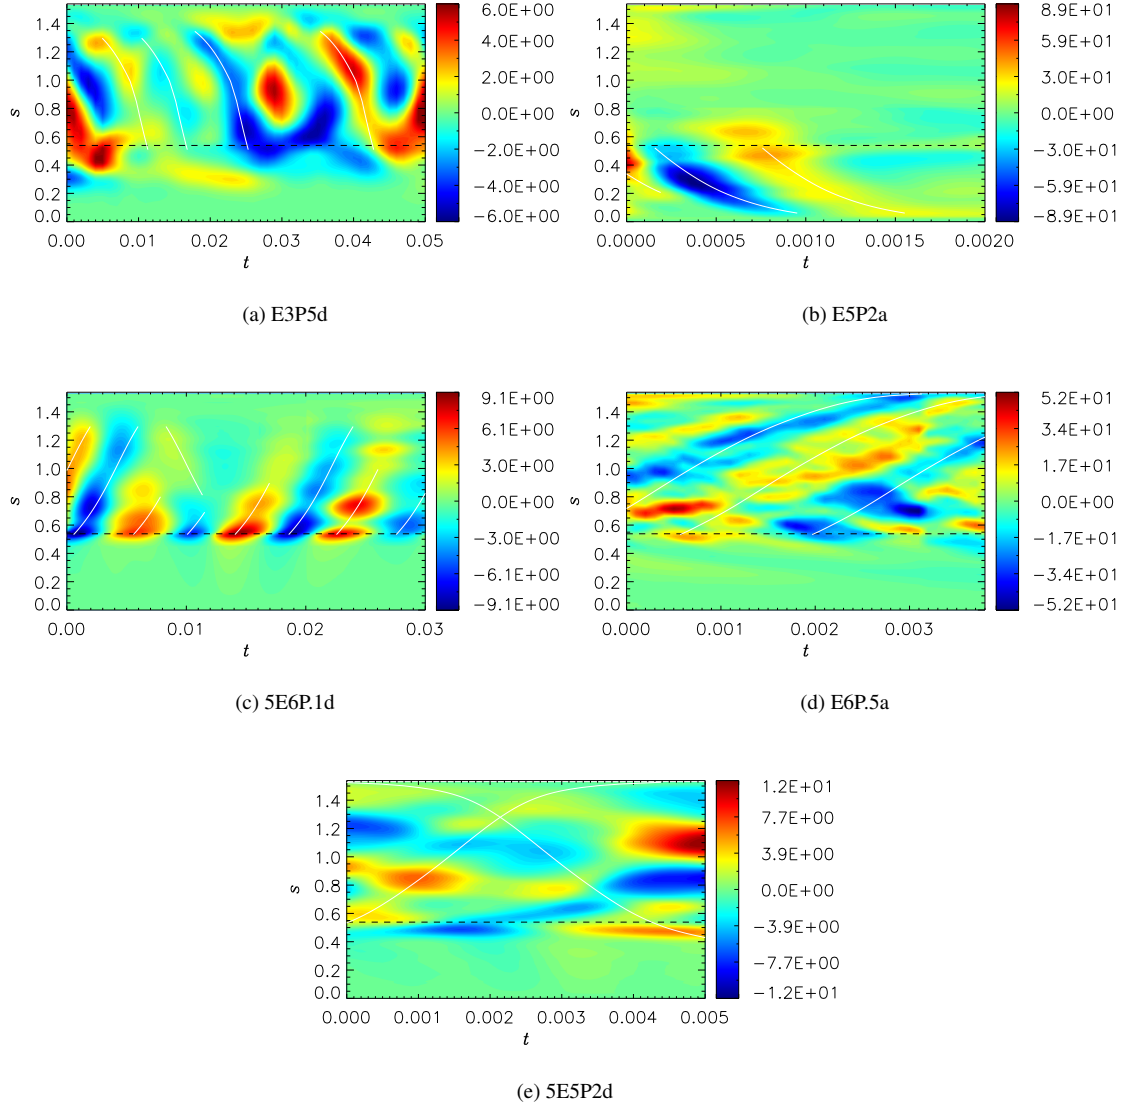 1.4
1.2
1.0
0.8
0.6
0.4
0.2
0.0
s
0.00 0.01 0.02 0.03 0.04 0.05
t
6.0E+00
4.0E+00
2.0E+00
0.0E+00
−2.0E+00
−4.0E+00
−6.0E+00
(a) E3P5d
1.4
1.2
1.0
0.8
0.6
0.4
0.2
0.0
s
0.0000 0.0005 0.0010 0.0015 0.0020
t
8.9E+01
5.9E+01
3.0E+01
0.0E+00
−3.0E+01
−5.9E+01
−8.9E+01
(b) E5P2a
1.4
1.2
1.0
0.8
0.6
0.4
0.2
0.0
s
0.00 0.01 0.02 0.03
t
9.1E+00
6.1E+00
3.0E+00
0.0E+00
−3.0E+00
−6.1E+00
−9.1E+00
(c) 5E6P.1d
1.4
1.2
1.0
0.8
0.6
0.4
0.2
0.0
s
0.000 0.001 0.002 0.003
t
5.2E+01
3.4E+01
1.7E+01
0.0E+00
−1.7E+01
−3.4E+01
−5.2E+01
(d) E6P.5a
1.4
1.2
1.0
0.8
0.6
0.4
0.2
0.0
s
0.000 0.001 0.002 0.003 0.004 0.005
t
1.2E+01
7.7E+00
3.9E+00
0.0E+00
−3.9E+00
−7.7E+00
−1.2E+01
(e) 5E5P2d